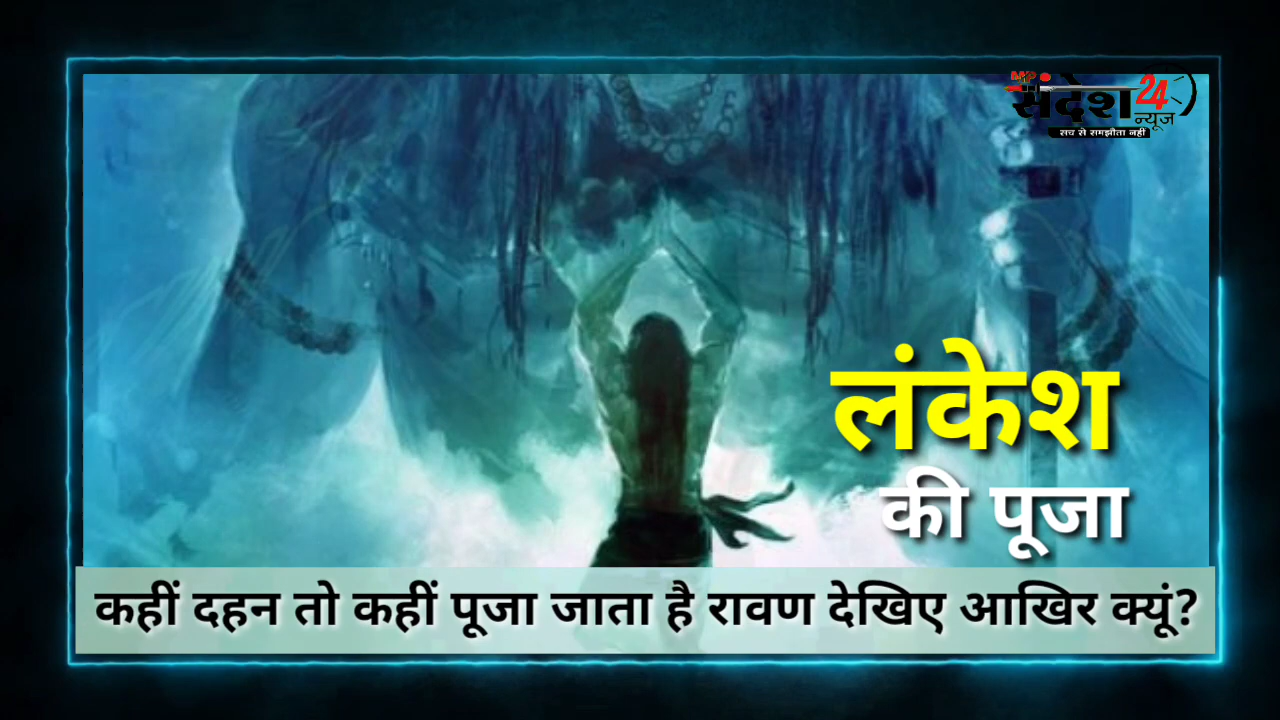 MP
संदेश 24
न्यूज
सच से समझौता नहीं
लंकेश
की पूजा
कहीं दहन तो कहीं पूजा जाता है रावण देखिए आखिर क्यूं?